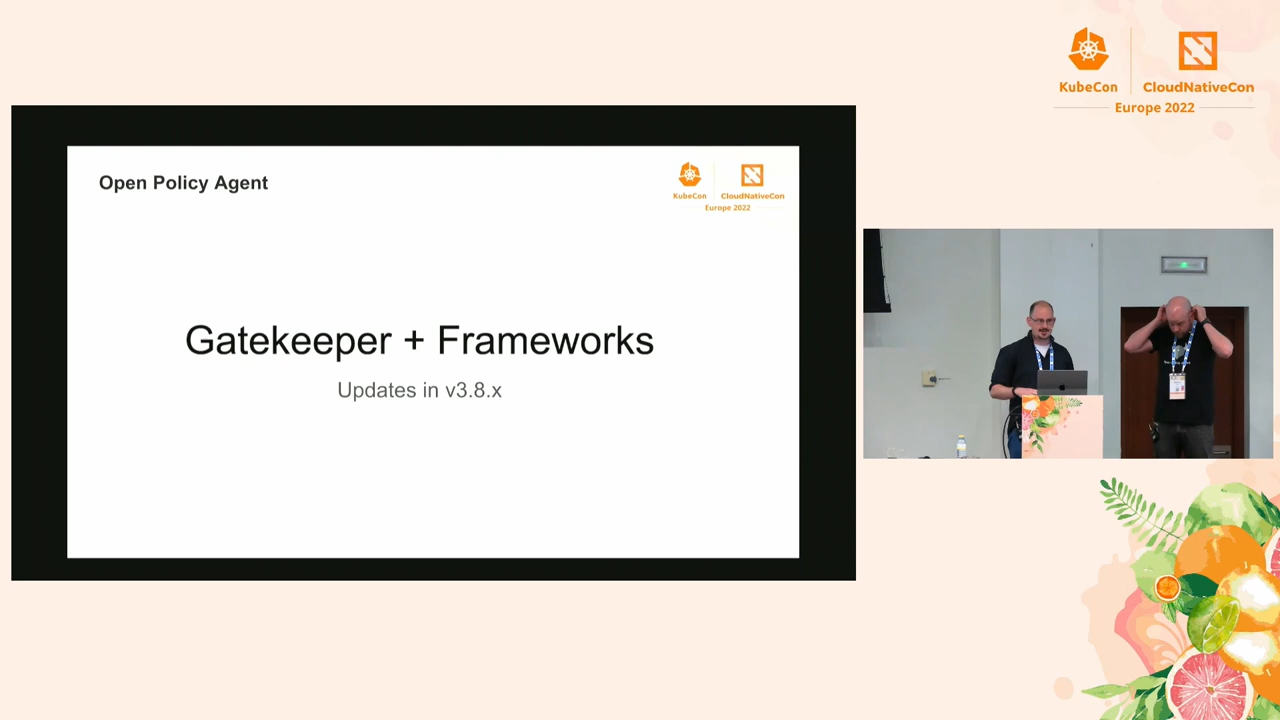 KubeCon
CloudNativeCon
Europe 2022
Open Policy Agent
KubeCon
CloudNativeCon
Europe 2022
Gatekeeper + Frameworks
Updates in v3.8.x